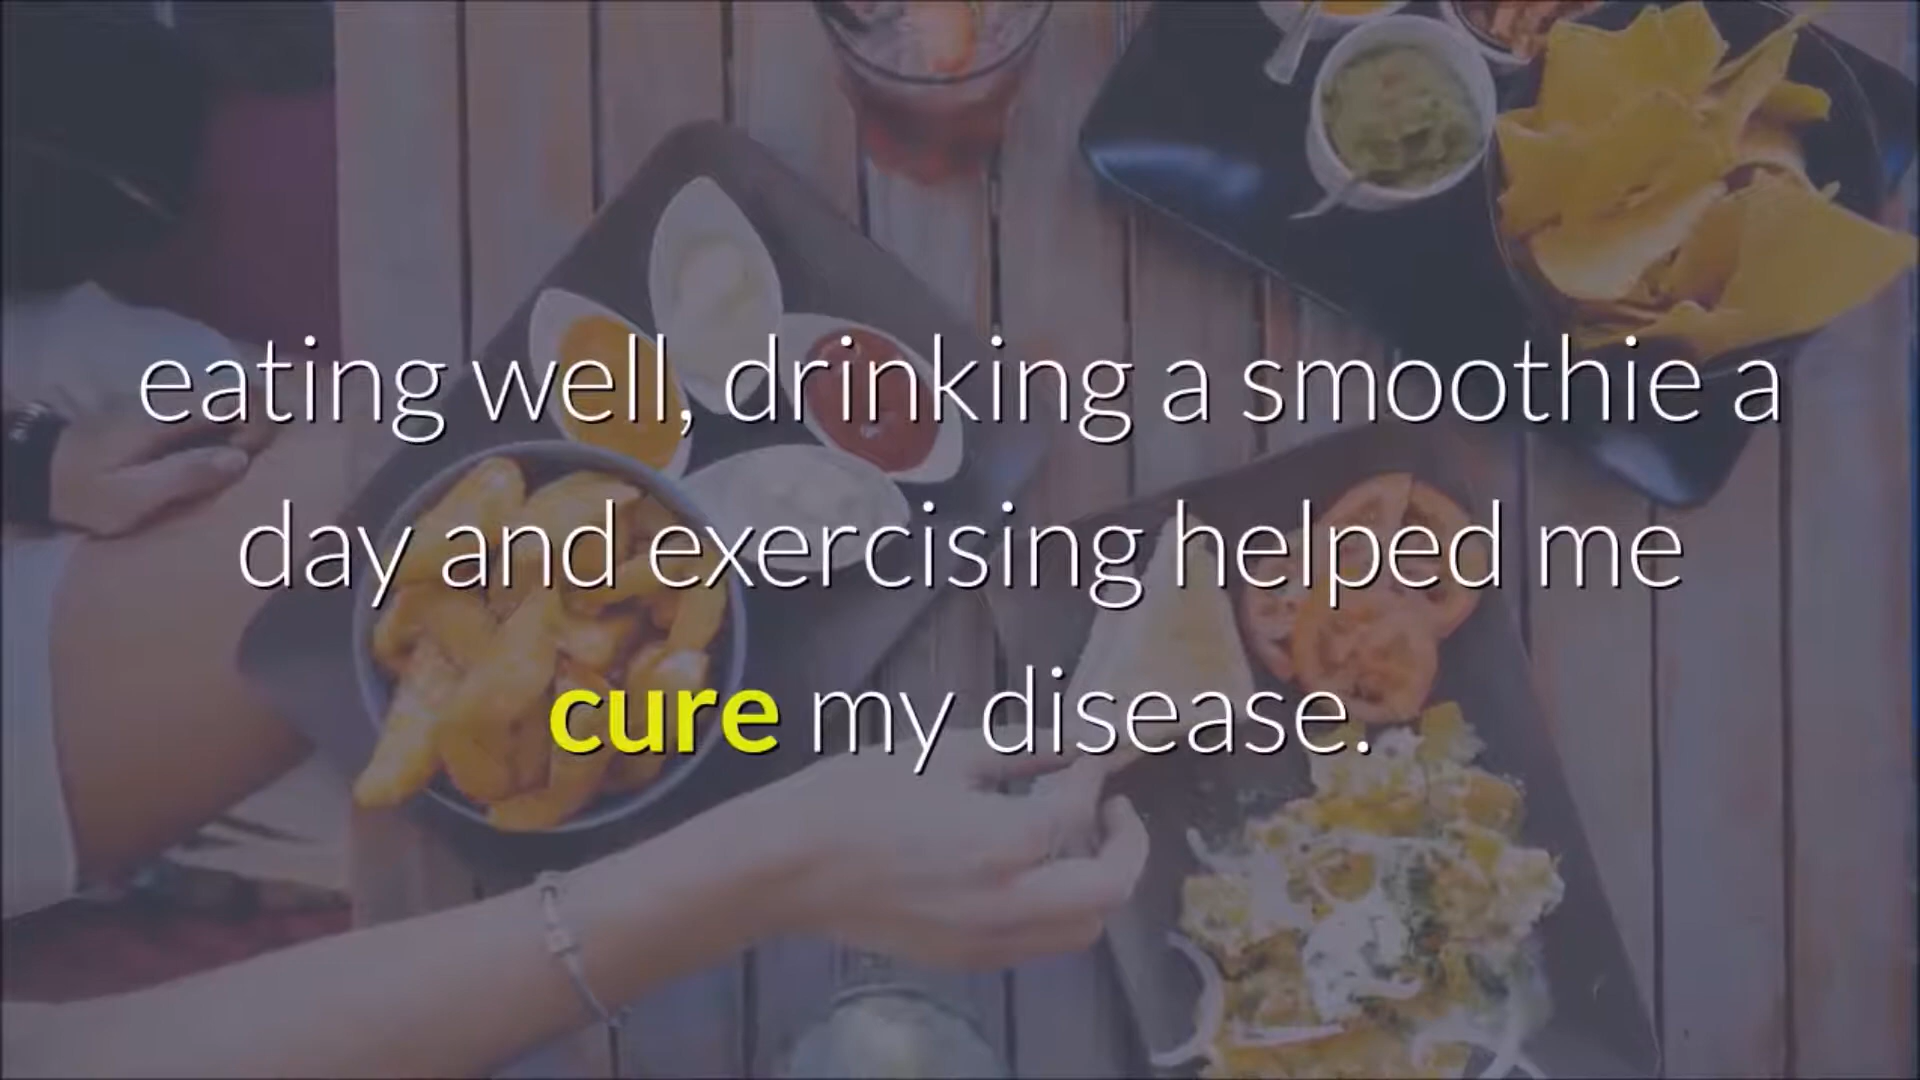 eating well, drinking a smoothie a
day and exercising helped me
cure my disease.